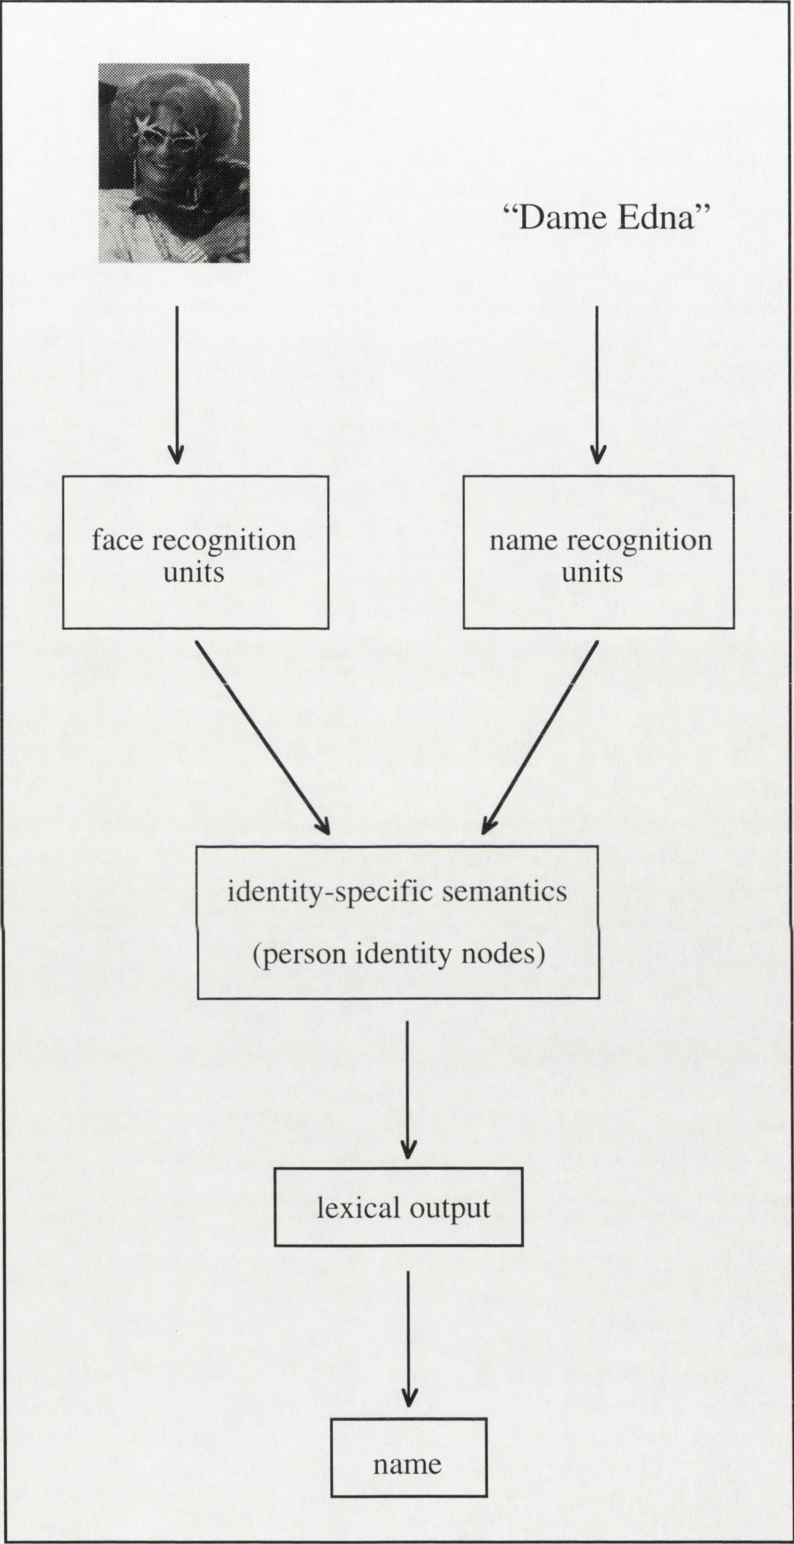 “Dame Edna”
face recognition
units
name recognition
units
identity-specific semantics
(person identity nodes)
lexical output
name